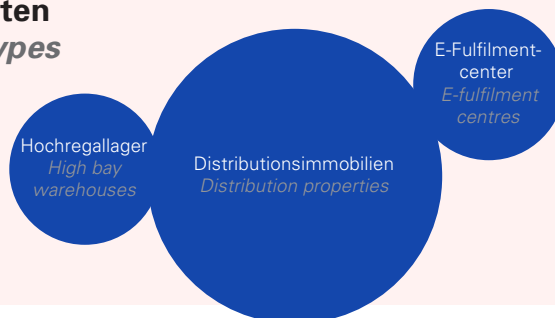 ten
ypes
E-Fulfilment-
center
E-fulfilment
centres
Hochregallager
High bay
warehouses
Distributionsimmobilien
Distribution properties